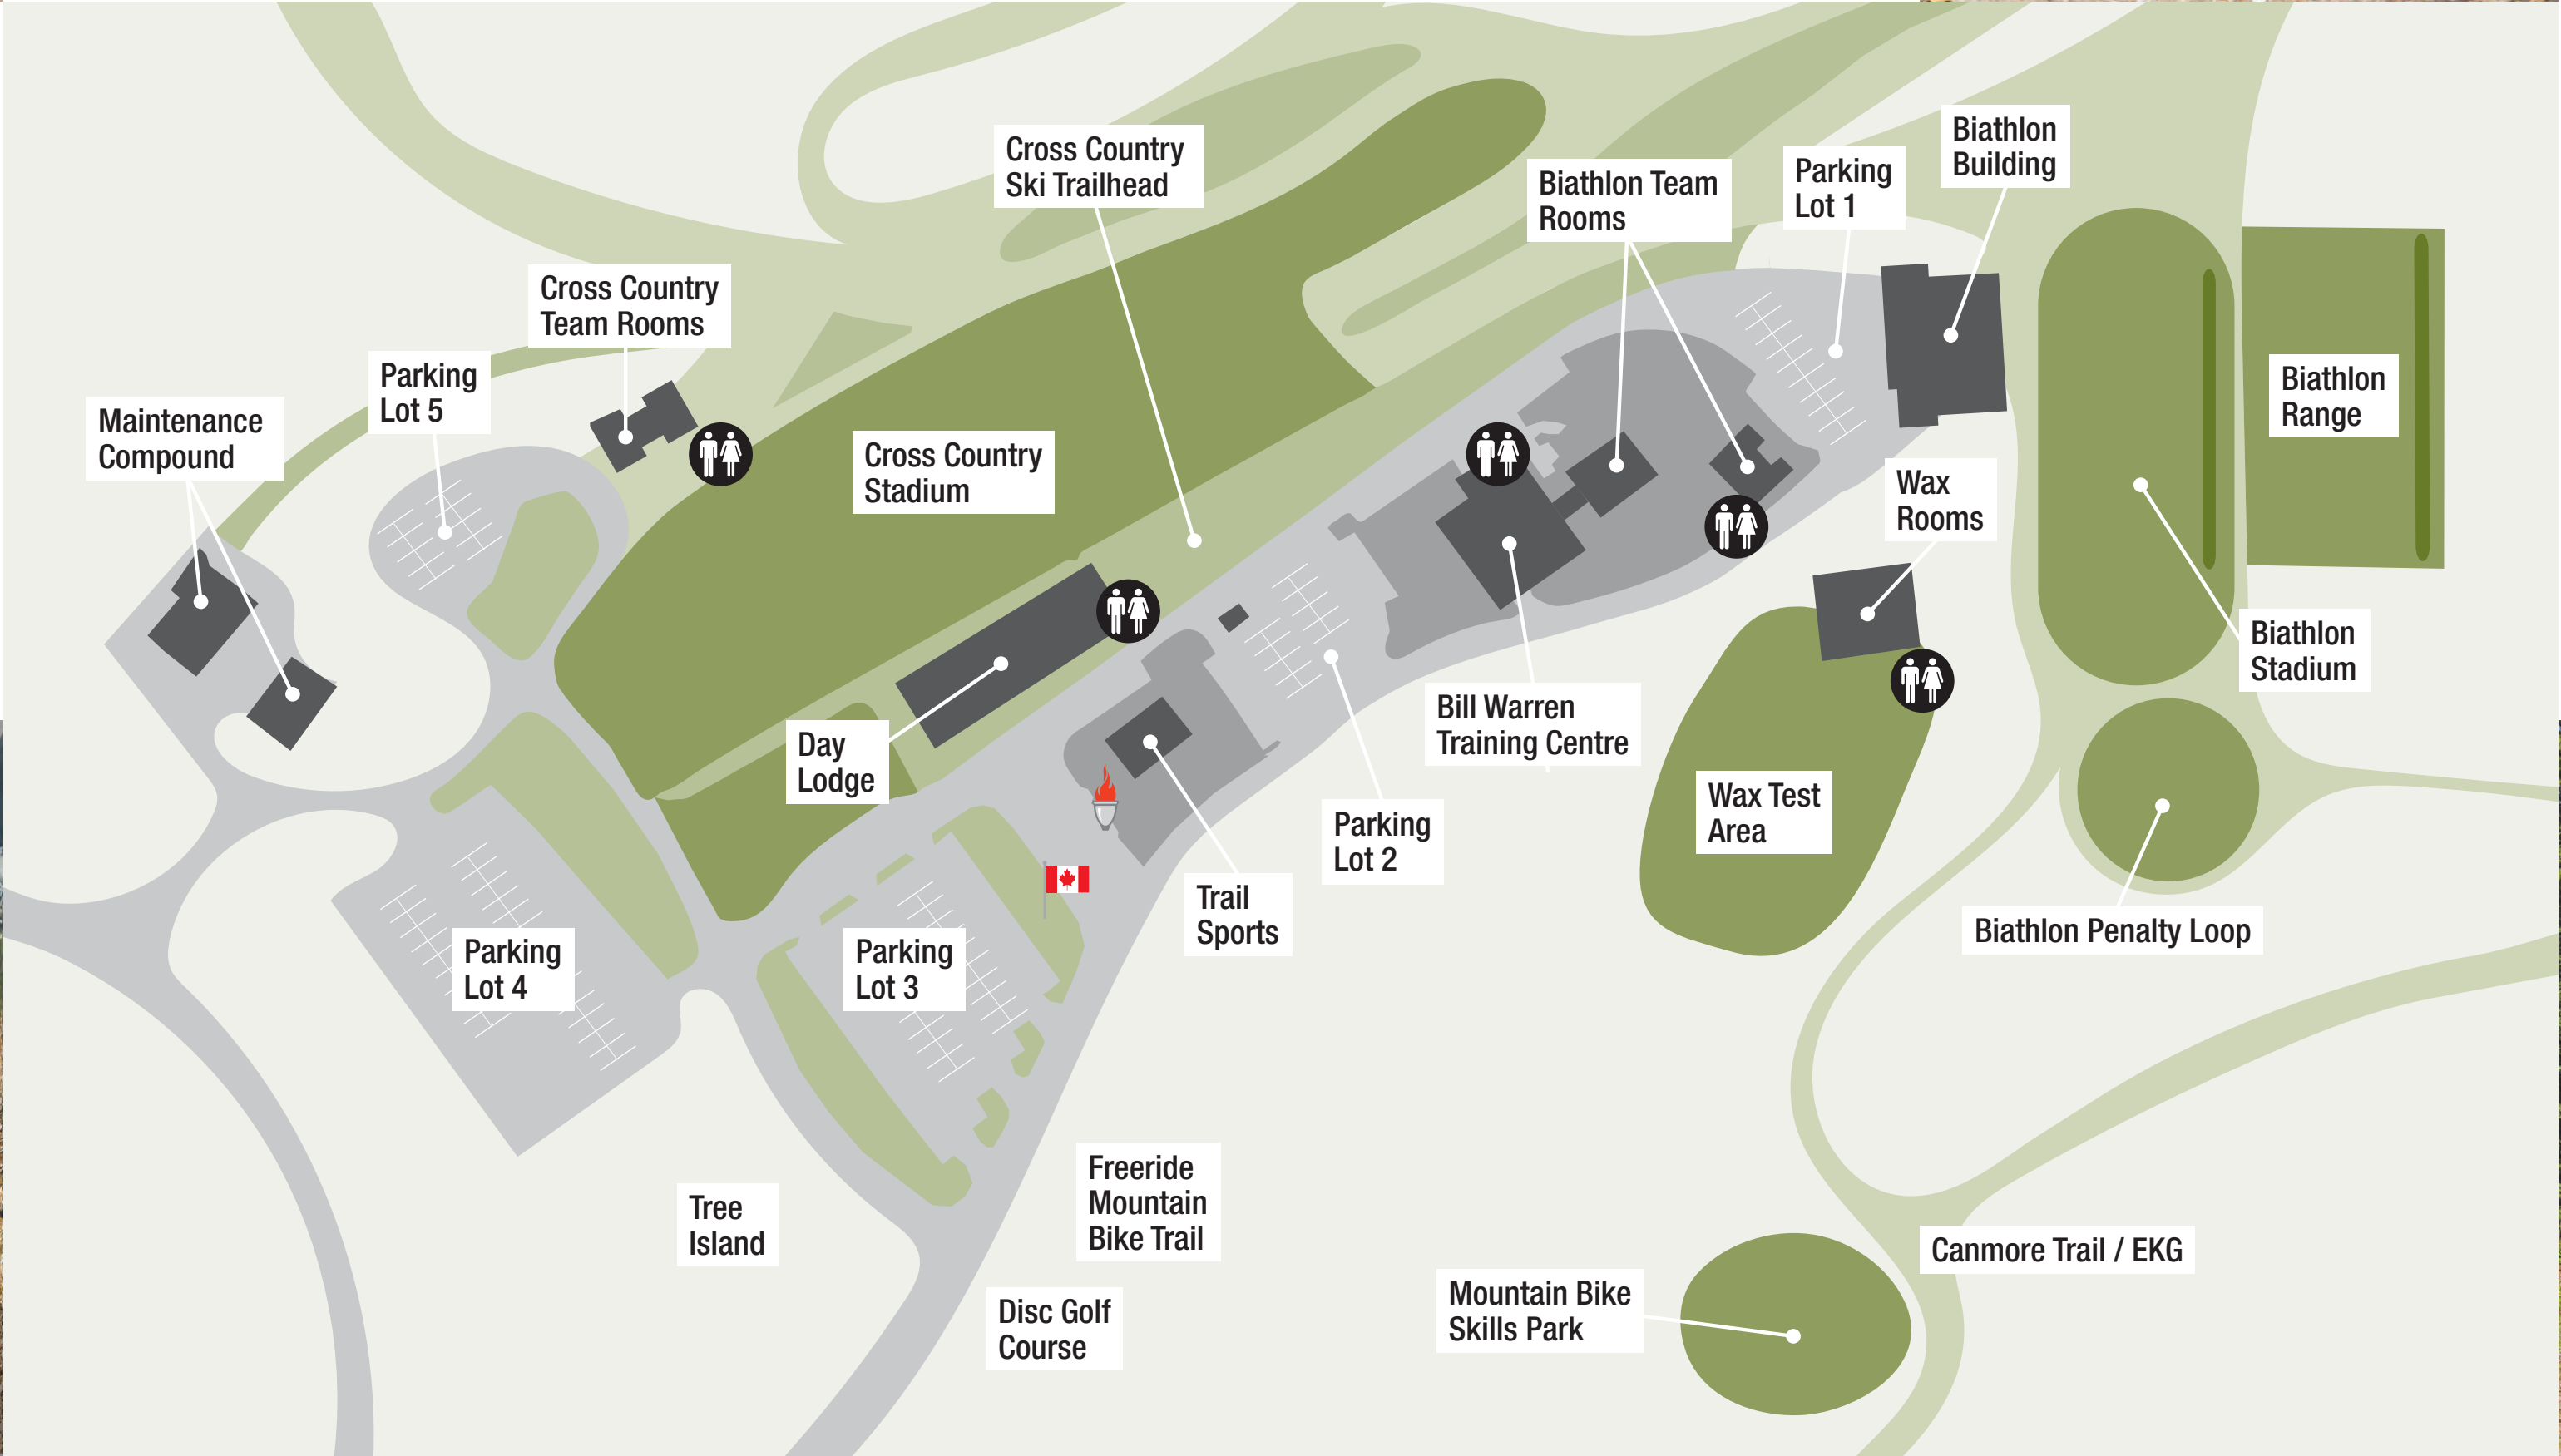 Biathlon
Building
Cross Country
Ski Trailhead
Parking
Lot 1
Biathlon Team
Rooms
Cross Country
Team Rooms
Parking
Lot 5
Biathlon
Range
Maintenance
Compound
Cross Country
Stadium
Wax
Rooms
Biathlon
Stadium
Bill Warren
Training Centre
Day
Lodge
Wax Test
Area
Parking
Lot 2
Trail
Sports
Biathlon Penalty Loop
Parking
Lot 4
Parking
Lot 3
Freeride
Mountain
Bike Trail
Tree
Island
Canmore Trail / EKG
Mountain Bike
Skills Park
Disc Golf
Course